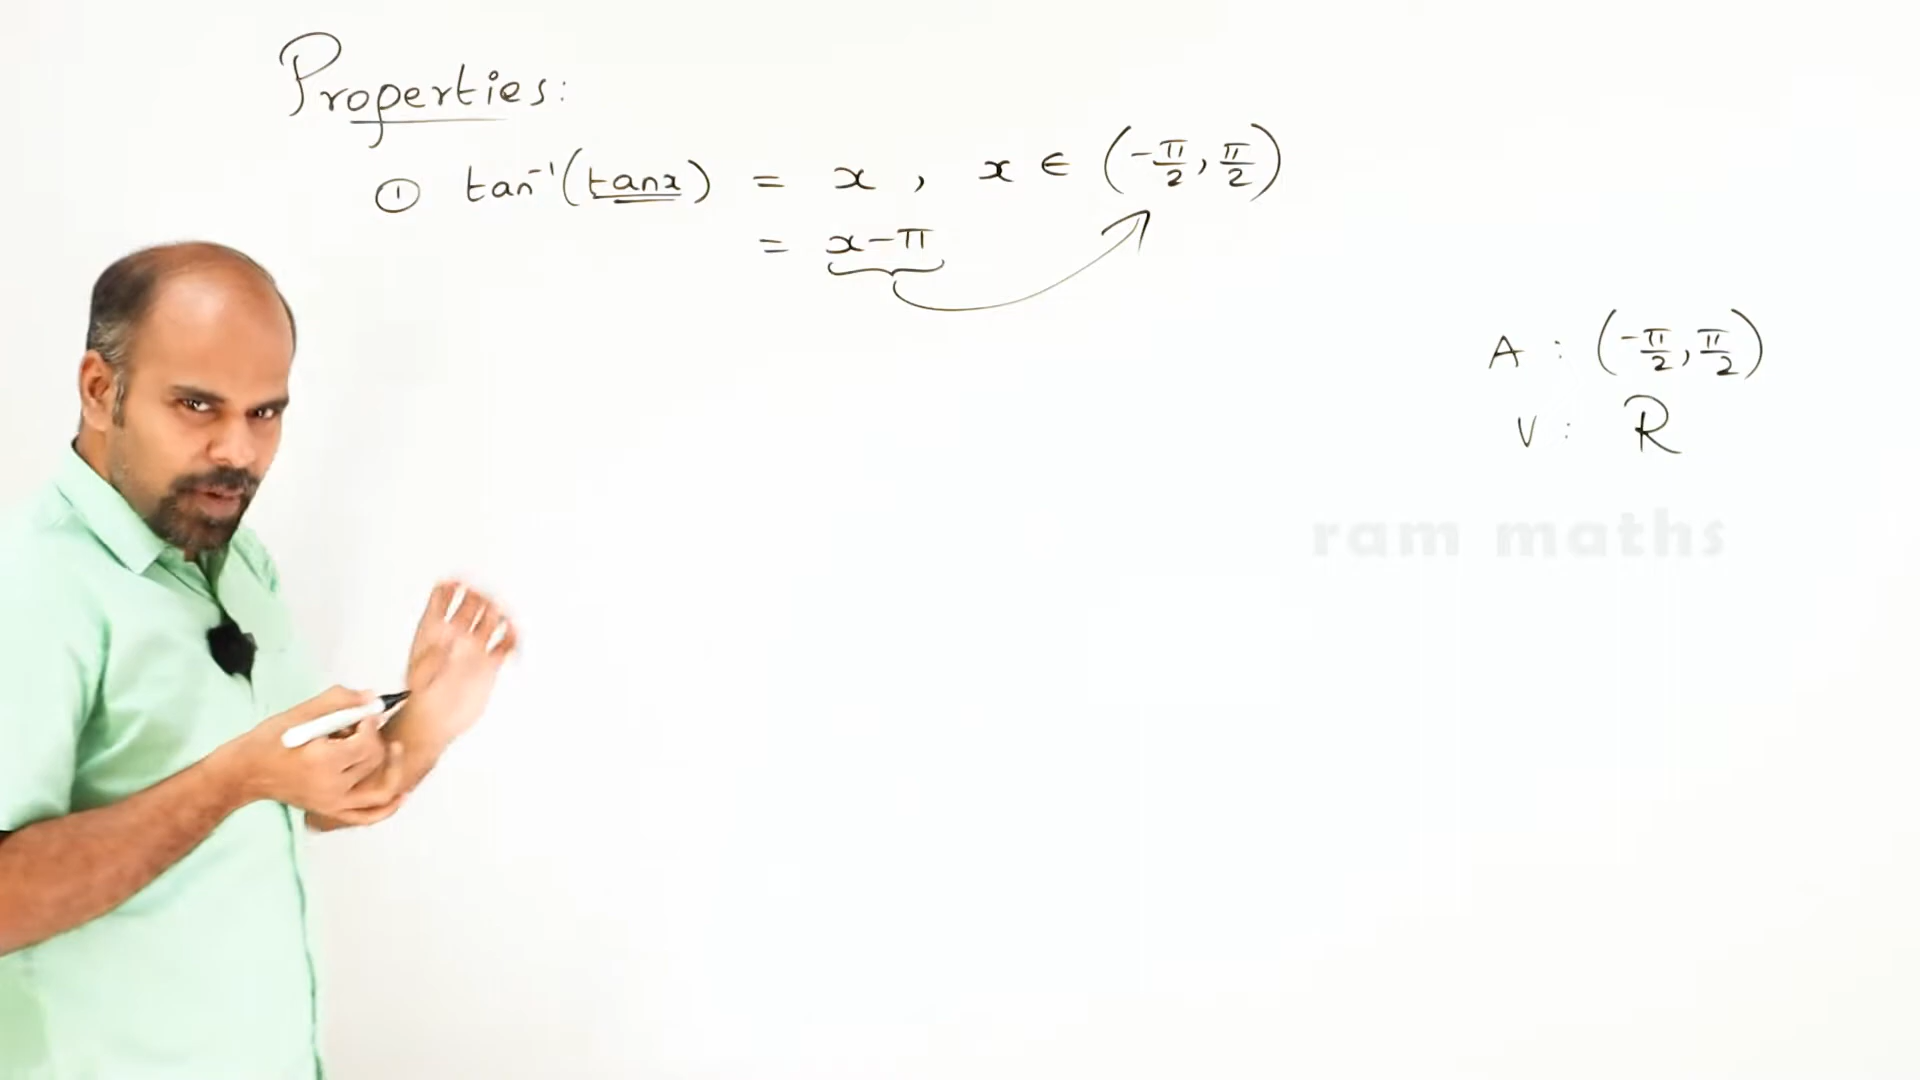 Properties:
① tan⁻¹(tanx) = x , x ∈ (-π/2, π/2)
= x-π
A : (-π/2, π/2)
V : R
ram maths